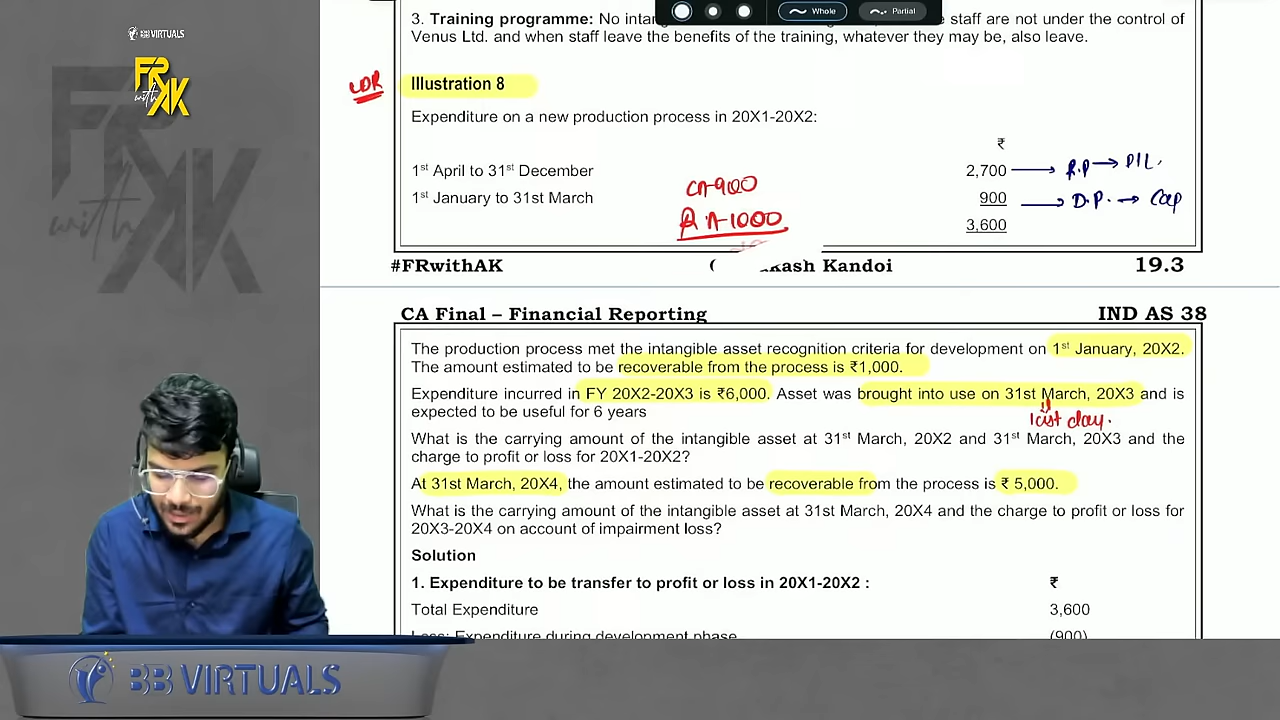 Whole
Partial
BB VIRTUALS
FR
with
AK
FR
with
AK
3. Training programme: No intang staff are not under the control of
Venus Ltd. and when staff leave the benefits of the training, whatever they may be, also leave.
Illustration 8
Expenditure on a new production process in 20X1-20X2:
₹
1st April to 31st December 2,700 → R.P → P/L.
1st January to 31st March 900 → D.P. → Cap
CA-900
RA-1000
3,600
#FRwithAK kash Kandoi 19.3
CA Final – Financial Reporting IND AS 38
The production process met the intangible asset recognition criteria for development on 1st January, 20X2.
The amount estimated to be recoverable from the process is ₹1,000.
Expenditure incurred in FY 20X2-20X3 is ₹6,000. Asset was brought into use on 31st March, 20X3 and is
expected to be useful for 6 years
last day.
What is the carrying amount of the intangible asset at 31st March, 20X2 and 31st March, 20X3 and the
charge to profit or loss for 20X1-20X2?
At 31st March, 20X4, the amount estimated to be recoverable from the process is ₹ 5,000.
What is the carrying amount of the intangible asset at 31st March, 20X4 and the charge to profit or loss for
20X3-20X4 on account of impairment loss?
Solution
1. Expenditure to be transfer to profit or loss in 20X1-20X2 : ₹
Total Expenditure 3,600
Less: Expenditure during development phase (900)
BB VIRTUALS